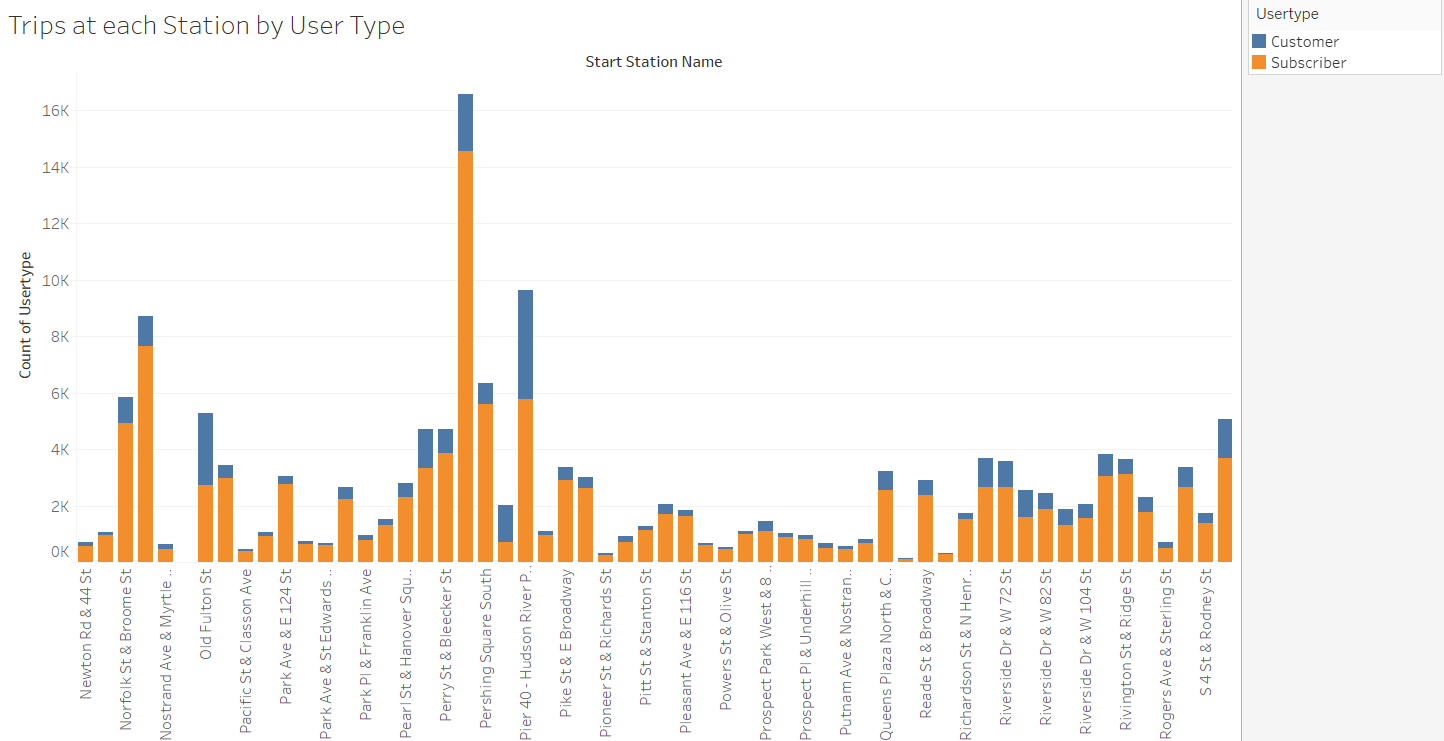 Trips at each Station by User Type
Usertype
Customer
Subscriber
Start Station Name
Count of Usertype
16K
14K
12K
10K
8K
6K
4K
2K
0K
Newton Rd & 44 St
Norfolk St & Broome St
Nostrand Ave & Myrtle ..
Old Fulton St
Pacific St & Classon Ave
Park Ave & E 124 St
Park Ave & St Edwards ..
Park Pl & Franklin Ave
Pearl St & Hanover Squ..
Perry St & Bleecker St
Pershing Square South
Pier 40 - Hudson River P..
Pike St & E Broadway
Pioneer St & Richards St
Pitt St & Stanton St
Pleasant Ave & E 116 St
Powers St & Olive St
Prospect Park West & 8 ..
Prospect Pl & Underhill ..
Putnam Ave & Nostran..
Queens Plaza North & C..
Reade St & Broadway
Richardson St & N Henr..
Riverside Dr & W 72 St
Riverside Dr & W 82 St
Riverside Dr & W 104 St
Rivington St & Ridge St
Rogers Ave & Sterling St
S 4 St & Rodney St